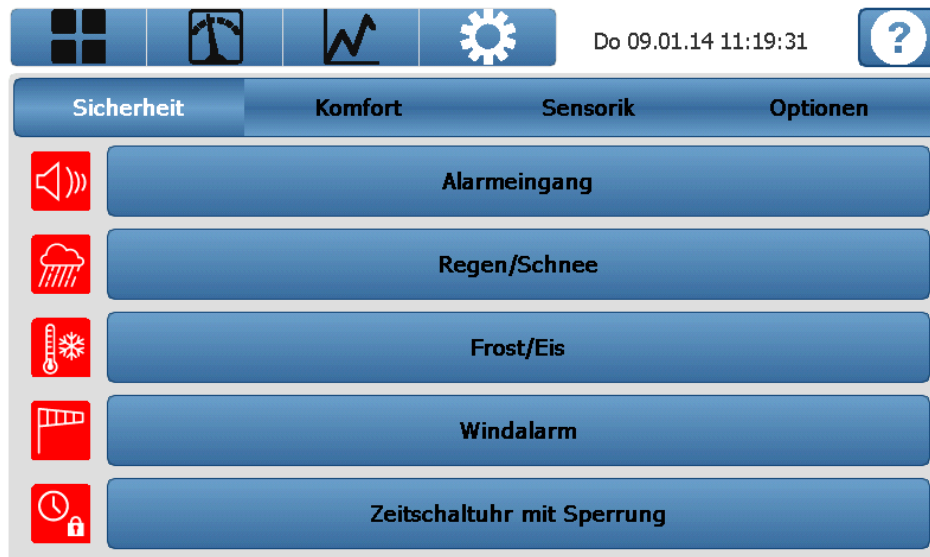 Do 09.01.14 11:19:31
?
Sicherheit Komfort Sensorik Optionen
Alarmeingang
Regen/Schnee
Frost/Eis
Windalarm
Zeitschaltuhr mit Sperrung